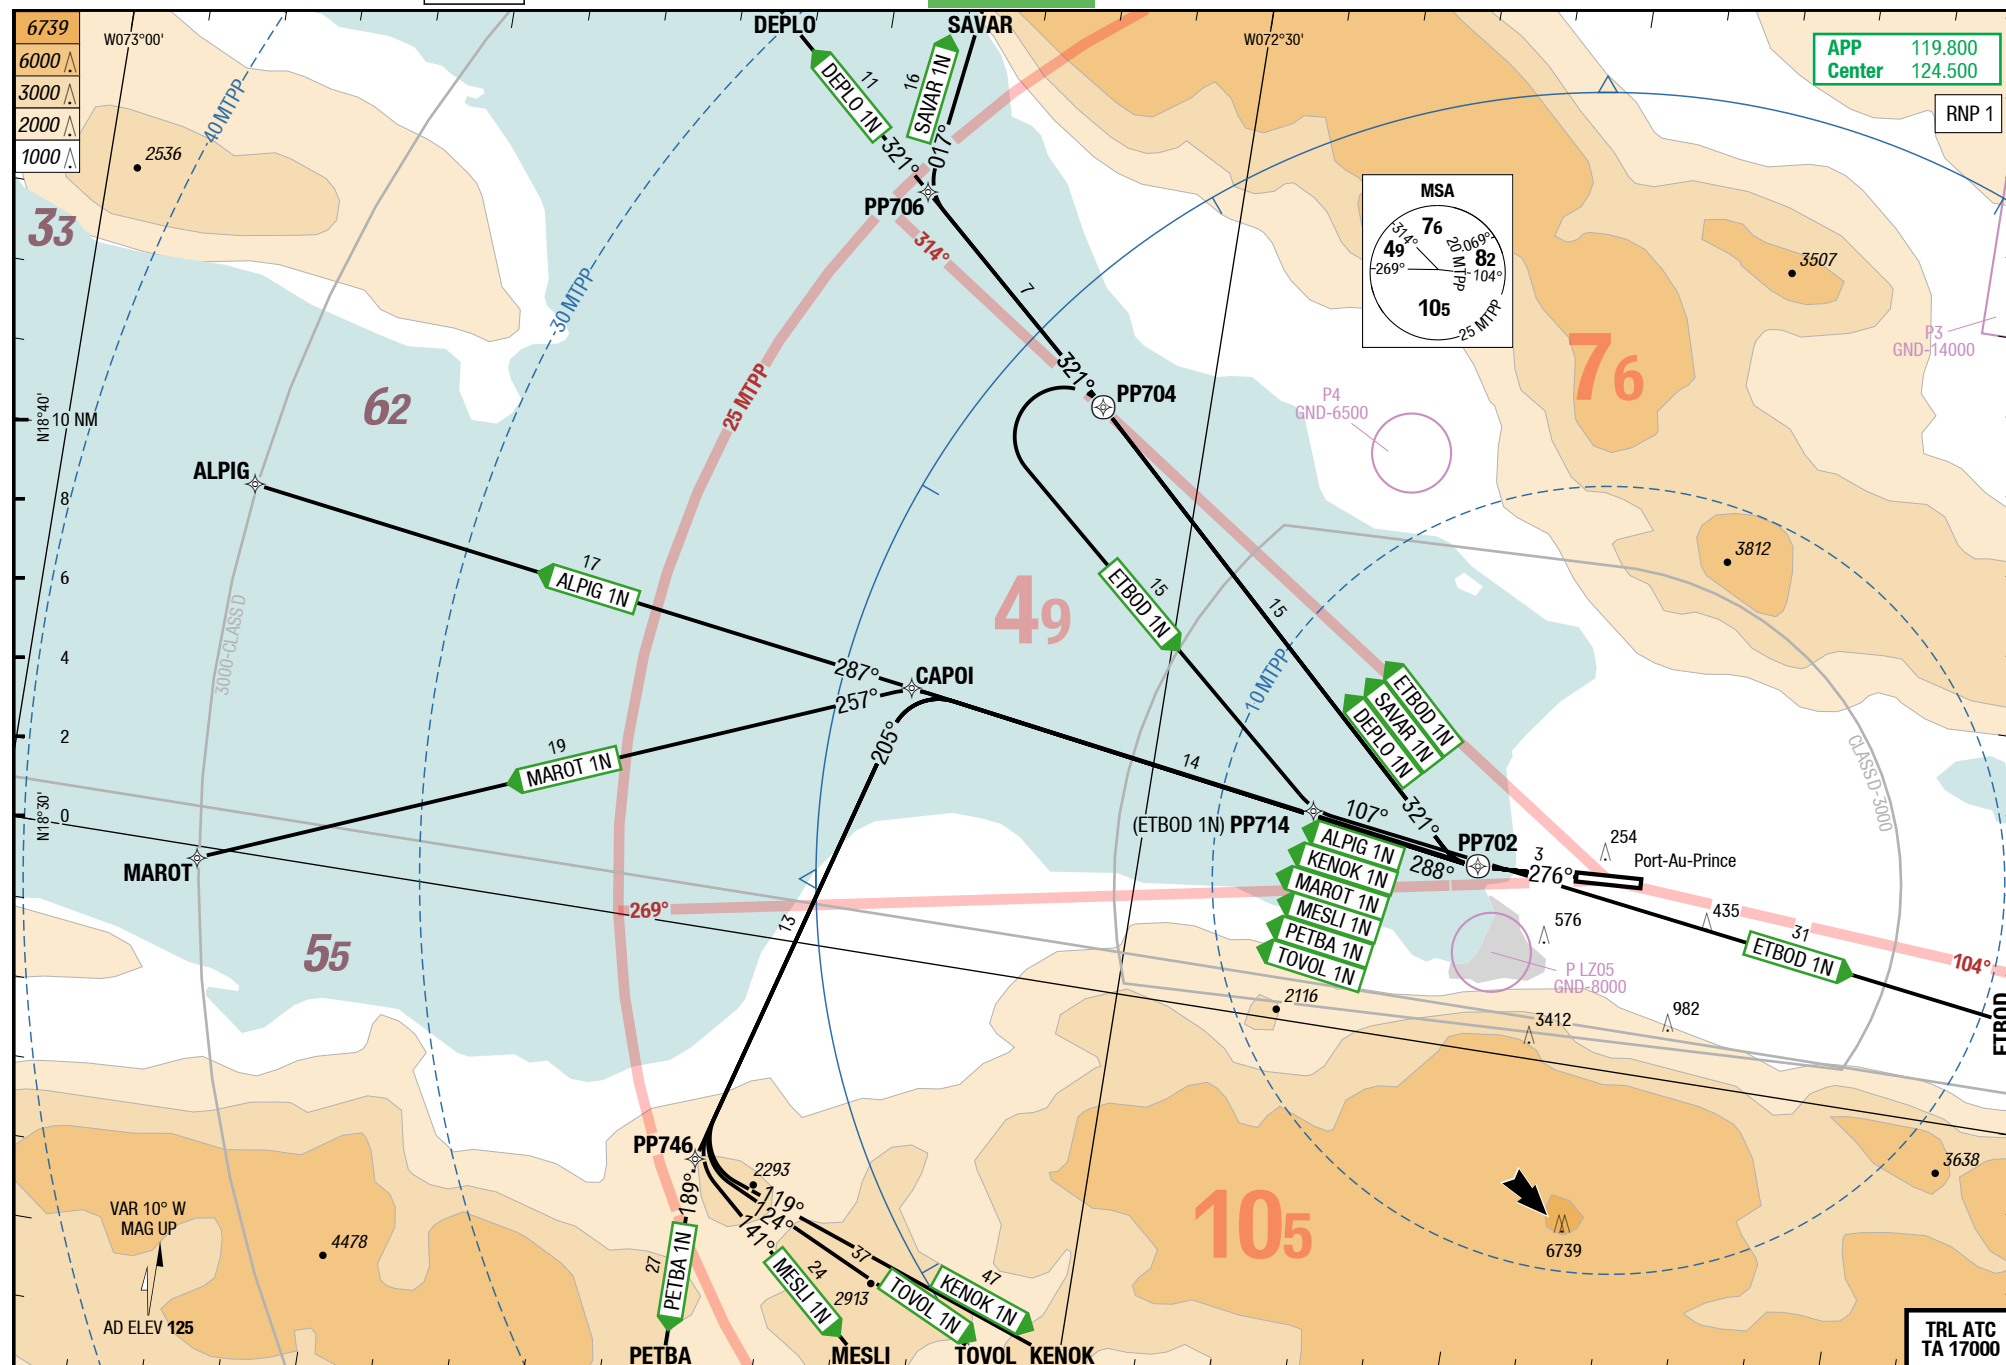 6739
6000
3000
2000
1000
W073°00'
DEPLO
SAVAR
W072°30'
APP 119.800
Center 124.500
RNP 1
40 MTPP
11
DEPLO 1N
16
SAVAR 1N
2536
321°
017°
33
PP706
314°
MSA
76
314°
20 MTPP
069°
49
82
269°
104°
105
25 MTPP
3507
P3
GND-14000
30 MTPP
7
76
321°
PP704
P4
GND-6500
25 MTPP
N18°40'
10 NM
62
ALPIG
8
17
ALPIG 1N
6
3812
3000-CLASS D
49
15
ETBOD 1N
15
4
287°
CAPOI
257°
10 MTPP
ETBOD 1N
SAVAR 1N
DEPLO 1N
2
19
MAROT 1N
205°
14
CLASS D-3000
N18°30'
0
107°
321°
(ETBOD 1N) PP714
PP702
254
Port-Au-Prince
MAROT
ALPIG 1N
KENOK 1N
MAROT 1N
MESLI 1N
PETBA 1N
TOVOL 1N
288°
3
276°
269°
13
435
576
31
ETBOD 1N
104°
55
P LZ05
GND-8000
2116
3412
982
ETBOD
PP746
2293
3638
189°
119°
124°
141°
105
VAR 10° W
MAG UP
4478
6739
27
PETBA 1N
24
MESLI 1N
2913
37
TOVOL 1N
47
KENOK 1N
AD ELEV 125
PETBA
MESLI
TOVOL
KENOK
TRL ATC
TA 17000